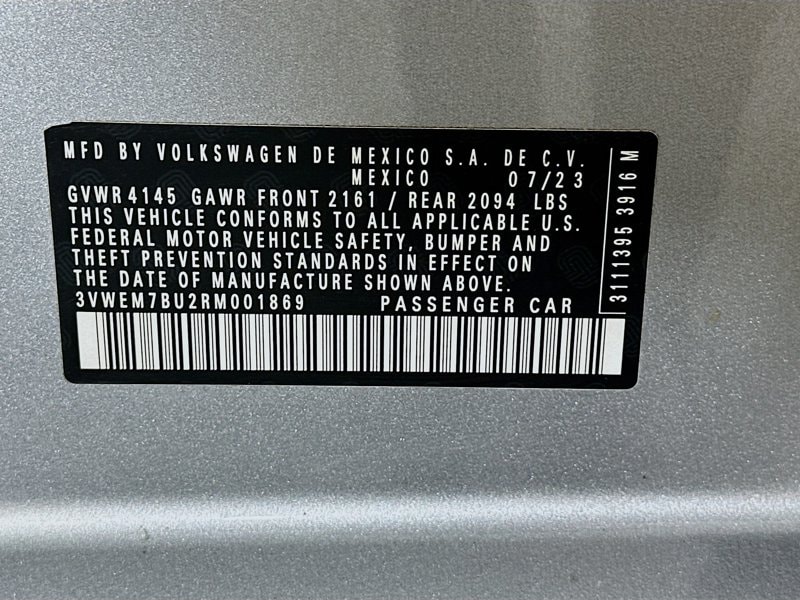 MFD BY VOLKSWAGEN DE MEXICO S.A. DE C.V.
MEXICO 07/23
GVWR 4145 GAWR FRONT 2161 / REAR 2094 LBS
THIS VEHICLE CONFORMS TO ALL APPLICABLE U.S.
FEDERAL MOTOR VEHICLE SAFETY, BUMPER AND
THEFT PREVENTION STANDARDS IN EFFECT ON
THE DATE OF MANUFACTURE SHOWN ABOVE.
3VWEM7BU2RM001869 PASSENGER CAR
3111395 3916 M